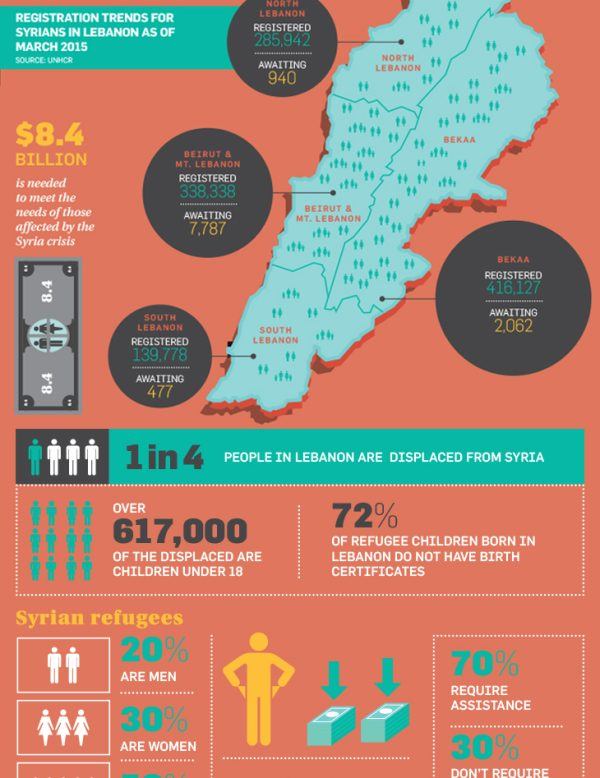 REGISTRATION TRENDS FOR
SYRIANS IN LEBANON AS OF
MARCH 2015
SOURCE: UNHCR
NORTH
LEBANON
REGISTERED
285,942
AWAITING
940
NORTH
LEBANON
BEKAA
$8.4
BILLION
is needed
to meet the
needs of those
affected by the
Syria crisis
8.4
8.4
BEIRUT &
MT. LEBANON
REGISTERED
338,338
AWAITING
7,787
BEIRUT &
MT. LEBANON
BEKAA
REGISTERED
416,127
AWAITING
2,062
SOUTH
LEBANON
REGISTERED
139,778
AWAITING
477
SOUTH
LEBANON
1 in 4
PEOPLE IN LEBANON ARE DISPLACED FROM SYRIA
OVER
617,000
OF THE DISPLACED ARE
CHILDREN UNDER 18
72%
OF REFUGEE CHILDREN BORN IN
LEBANON DO NOT HAVE BIRTH
CERTIFICATES
Syrian refugees
20%
ARE MEN
30%
ARE WOMEN
70%
REQUIRE
ASSISTANCE
30%
DON'T REQUIRE